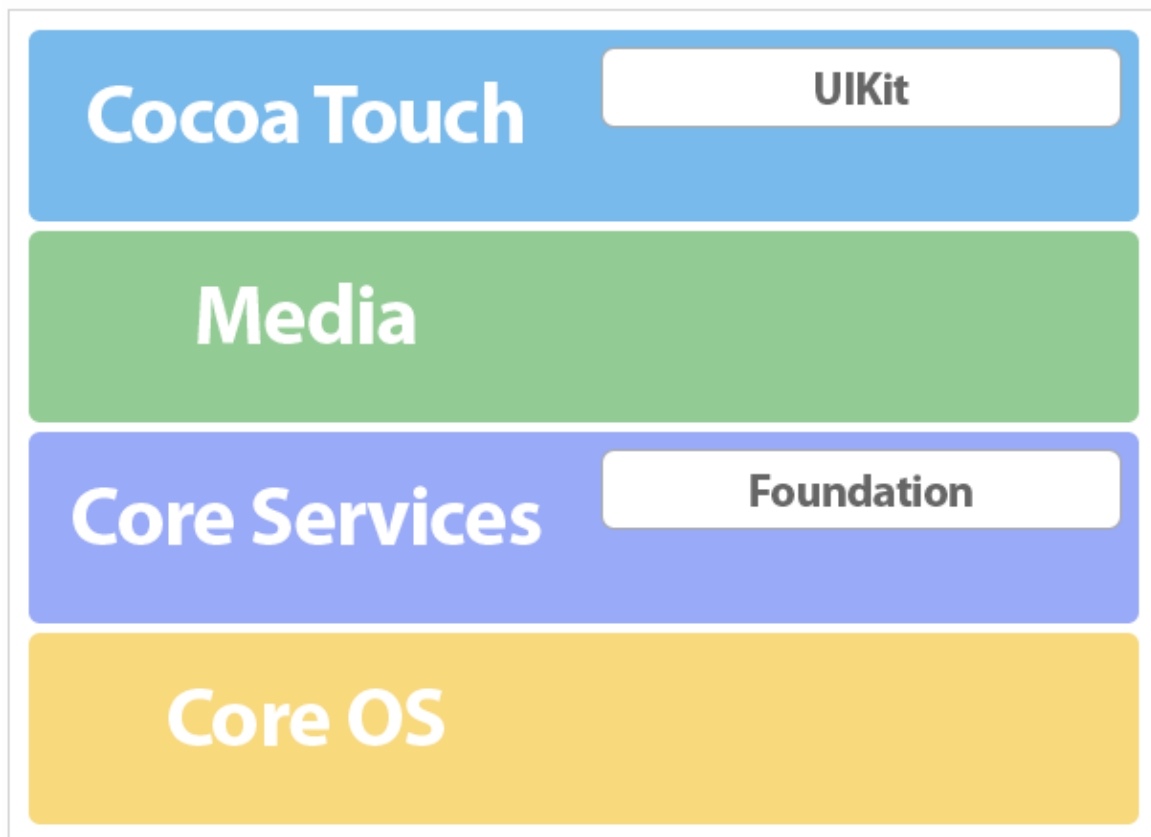 Cocoa Touch
UIKit
Media
Core Services
Foundation
Core OS